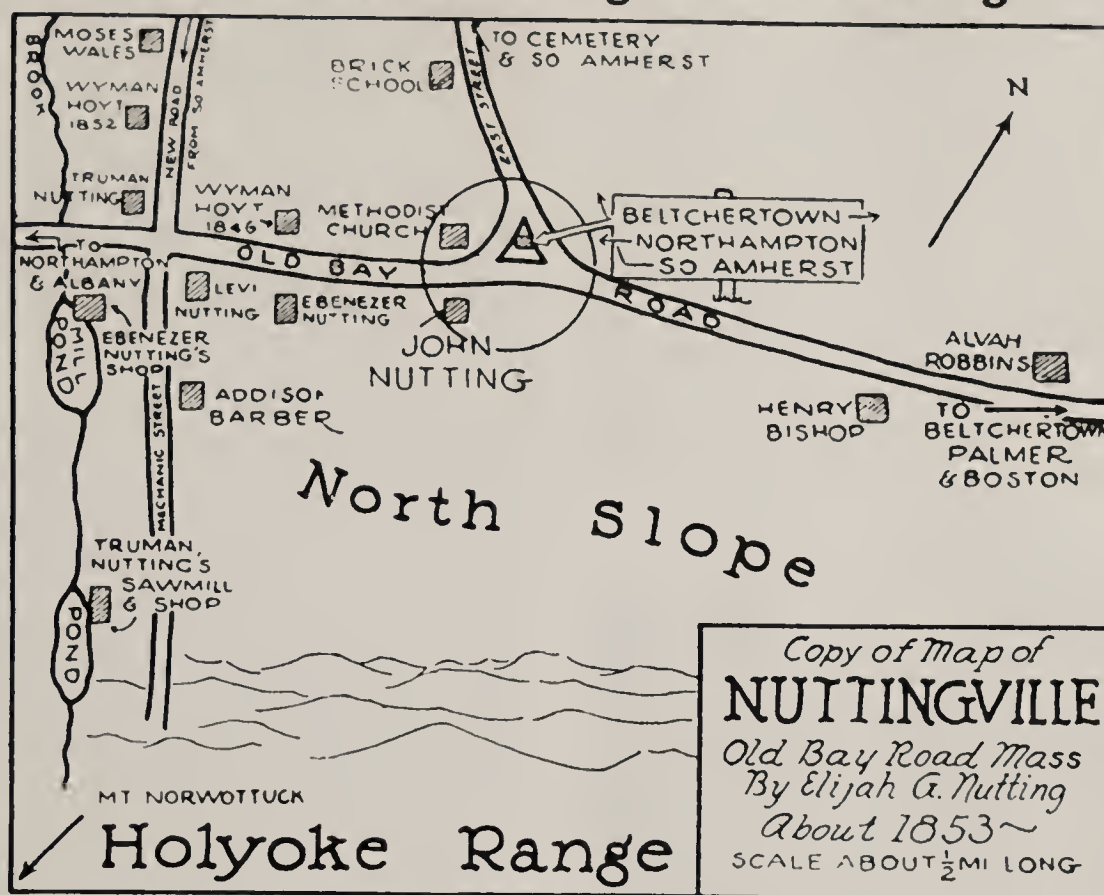 BROOK
MOSES
WALES
WYMAN
HOYT
1852
TRUMAN
NUTTING
NEW ROAD
FROM SO AMHERST
BRICK
SCHOOL
EAST STREET
TO CEMETERY
& SO AMHERST
N
WYMAN
HOYT
1846
METHODIST
CHURCH
BELTCHERTOWN
NORTHAMPTON
SO AMHERST
TO
NORTHAMPTON
& ALBANY
OLD BAY
ROAD
LEVI
NUTTING
EBENEZER
NUTTING
JOHN
NUTTING
MILL
POND
EBENEZER
NUTTING'S
SHOP
ADDISON
BARBER
MECHANIC STREET
ALVAH
ROBBINS
HENRY
BISHOP
TO
BELTCHERTOWN
PALMER
& BOSTON
North Slope
TRUMAN,
NUTTING'S
SAWMILL
& SHOP
POND
MT NORWOTTUCK
Holyoke Range
Copy of Map of
NUTTINGVILLE
Old Bay Road Mass
By Elijah G. Nutting
About 1853~
SCALE ABOUT ½ MI LONG